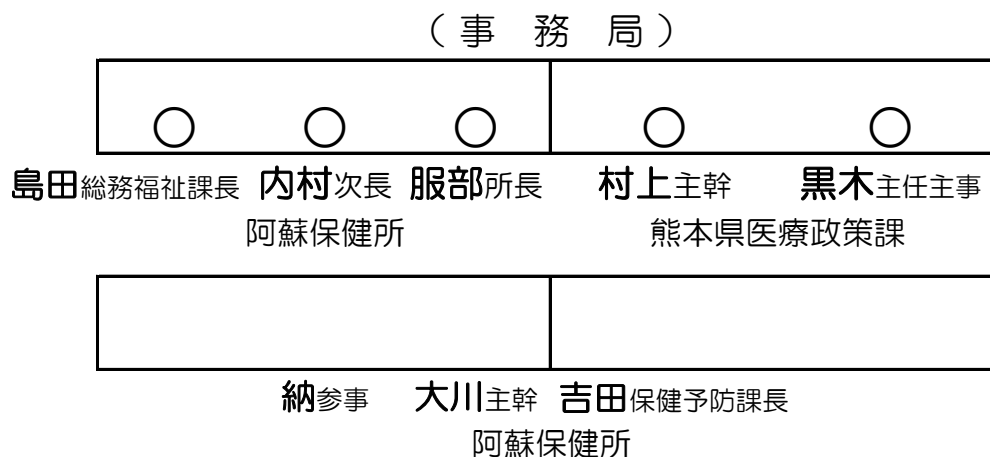 （事　務　局）
○ ○ ○ ○ ○
島田総務福祉課長 内村次長 服部所長 村上主幹 黒木主任主事
阿蘇保健所 熊本県医療政策課
納参事 大川主幹 吉田保健予防課長
阿蘇保健所